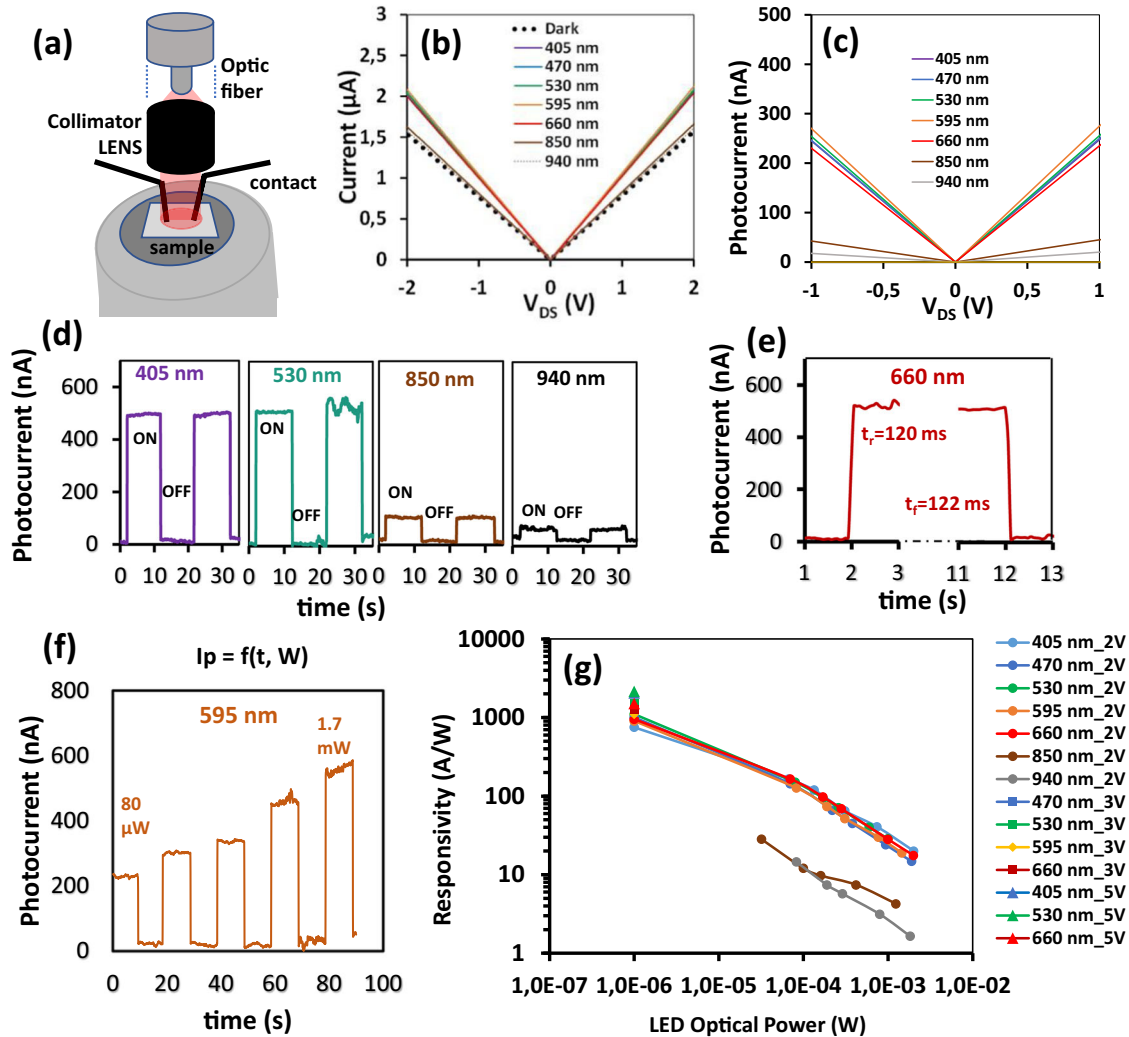 (a)
Optic
fiber
Collimator
LENS
contact
sample
(b)
Current (µA)
3
2,5
2
1,5
1
0,5
0
Dark
405 nm
470 nm
530 nm
595 nm
660 nm
850 nm
940 nm
-2 -1 0 1 2
V_DS (V)
(c)
Photocurrent (nA)
500
400
300
200
100
0
405 nm
470 nm
530 nm
595 nm
660 nm
850 nm
940 nm
-1 -0,5 0 0,5 1
V_DS (V)
(d)
Photocurrent (nA)
600
400
200
0
405 nm
ON
OFF
0 10 20 30
530 nm
ON
OFF
0 10 20 30
850 nm
ON
OFF
0 10 20 30
940 nm
ON
OFF
0 10 20 30
time (s)
(e)
Photocurrent (nA)
600
400
200
0
660 nm
t_r=120 ms
t_f=122 ms
1 2 3 11 12 13
time (s)
(f)
Ip = f(t, W)
Photocurrent (nA)
800
600
400
200
0
595 nm
80
µW
1.7
mW
0 20 40 60 80 100
time (s)
(g)
Responsivity (A/W)
10000
1000
100
10
1
1,0E-07 1,0E-06 1,0E-05 1,0E-04 1,0E-03 1,0E-02
LED Optical Power (W)
405 nm_2V
470 nm_2V
530 nm_2V
595 nm_2V
660 nm_2V
850 nm_2V
940 nm_2V
470 nm_3V
530 nm_3V
595 nm_3V
660 nm_3V
405 nm_5V
530 nm_5V
660 nm_5V